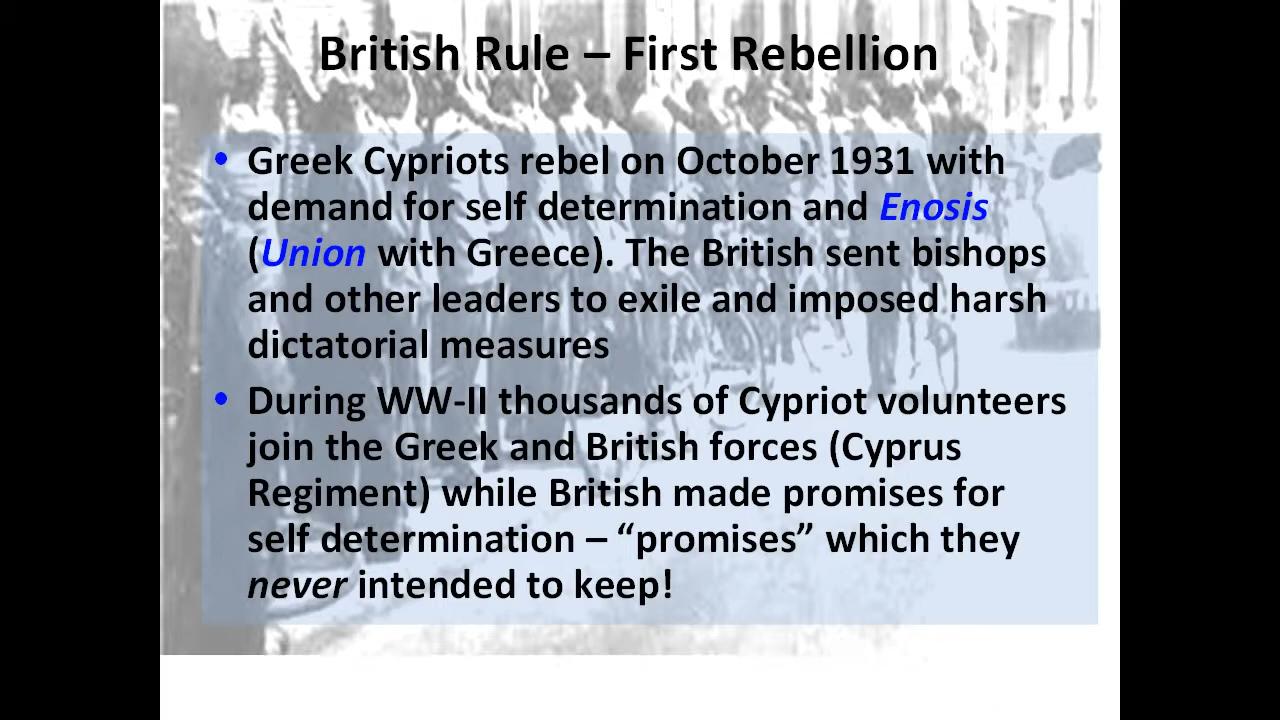 British Rule – First Rebellion
• Greek Cypriots rebel on October 1931 with
demand for self determination and Enosis
(Union with Greece). The British sent bishops
and other leaders to exile and imposed harsh
dictatorial measures
• During WW-II thousands of Cypriot volunteers
join the Greek and British forces (Cyprus
Regiment) while British made promises for
self determination – “promises” which they
never intended to keep!